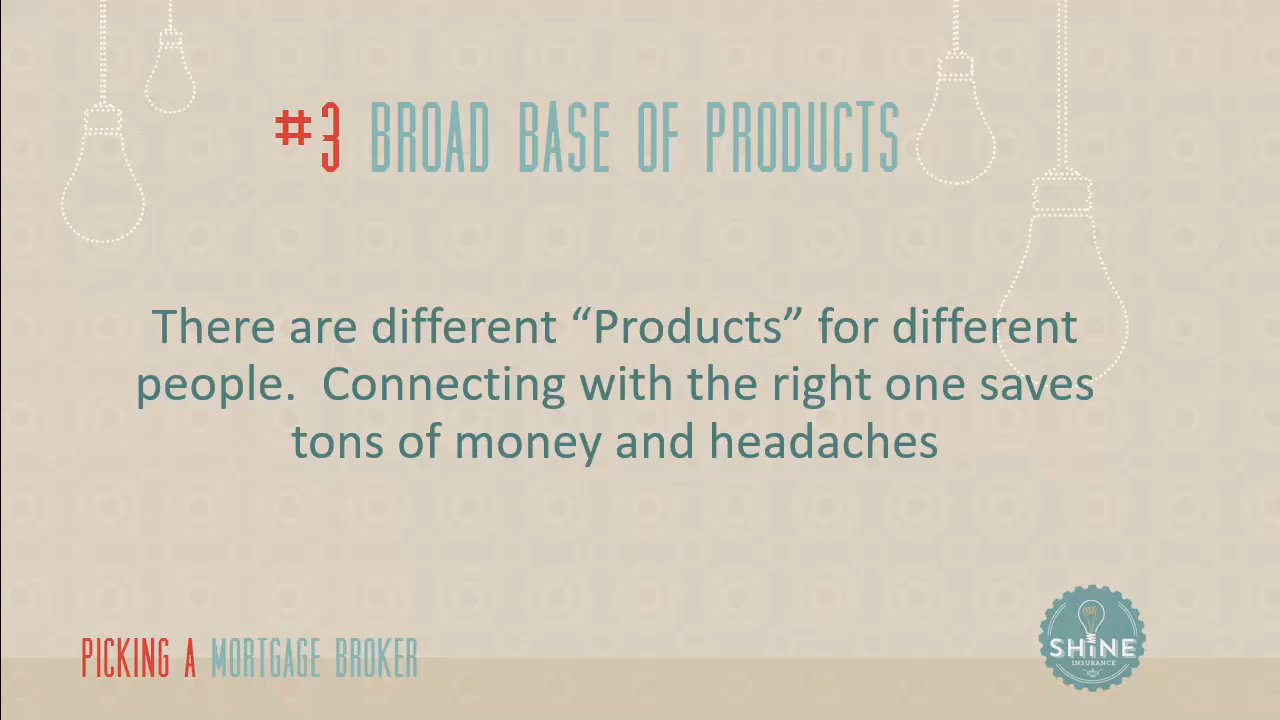 #3 BROAD BASE OF PRODUCTS
There are different “Products” for different
people.  Connecting with the right one saves
tons of money and headaches
PICKING A MORTGAGE BROKER
SHiNE
INSURANCE